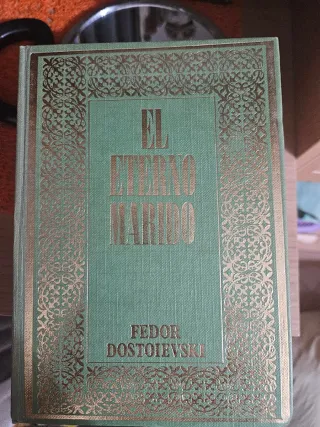 EL
ETERNO
MARIDO
FEDOR
DOSTOIEVSKI